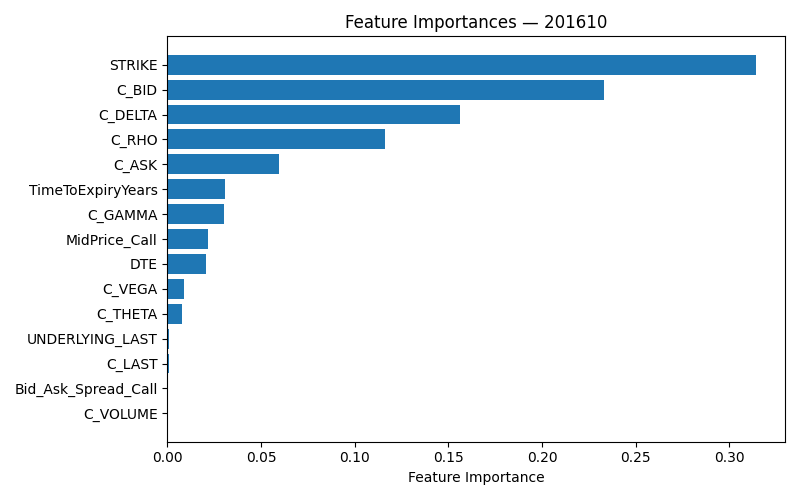 Feature Importances — 201610
STRIKE
C_BID
C_DELTA
C_RHO
C_ASK
TimeToExpiryYears
C_GAMMA
MidPrice_Call
DTE
C_VEGA
C_THETA
UNDERLYING_LAST
C_LAST
Bid_Ask_Spread_Call
C_VOLUME
0.00 0.05 0.10 0.15 0.20 0.25 0.30
Feature Importance